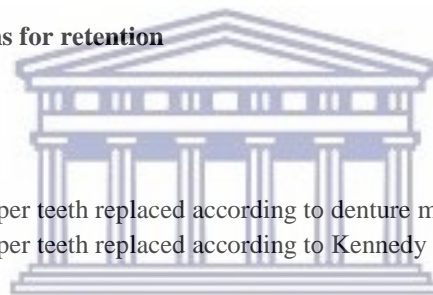 ns for retention
per teeth replaced according to denture m
per teeth replaced according to Kennedy